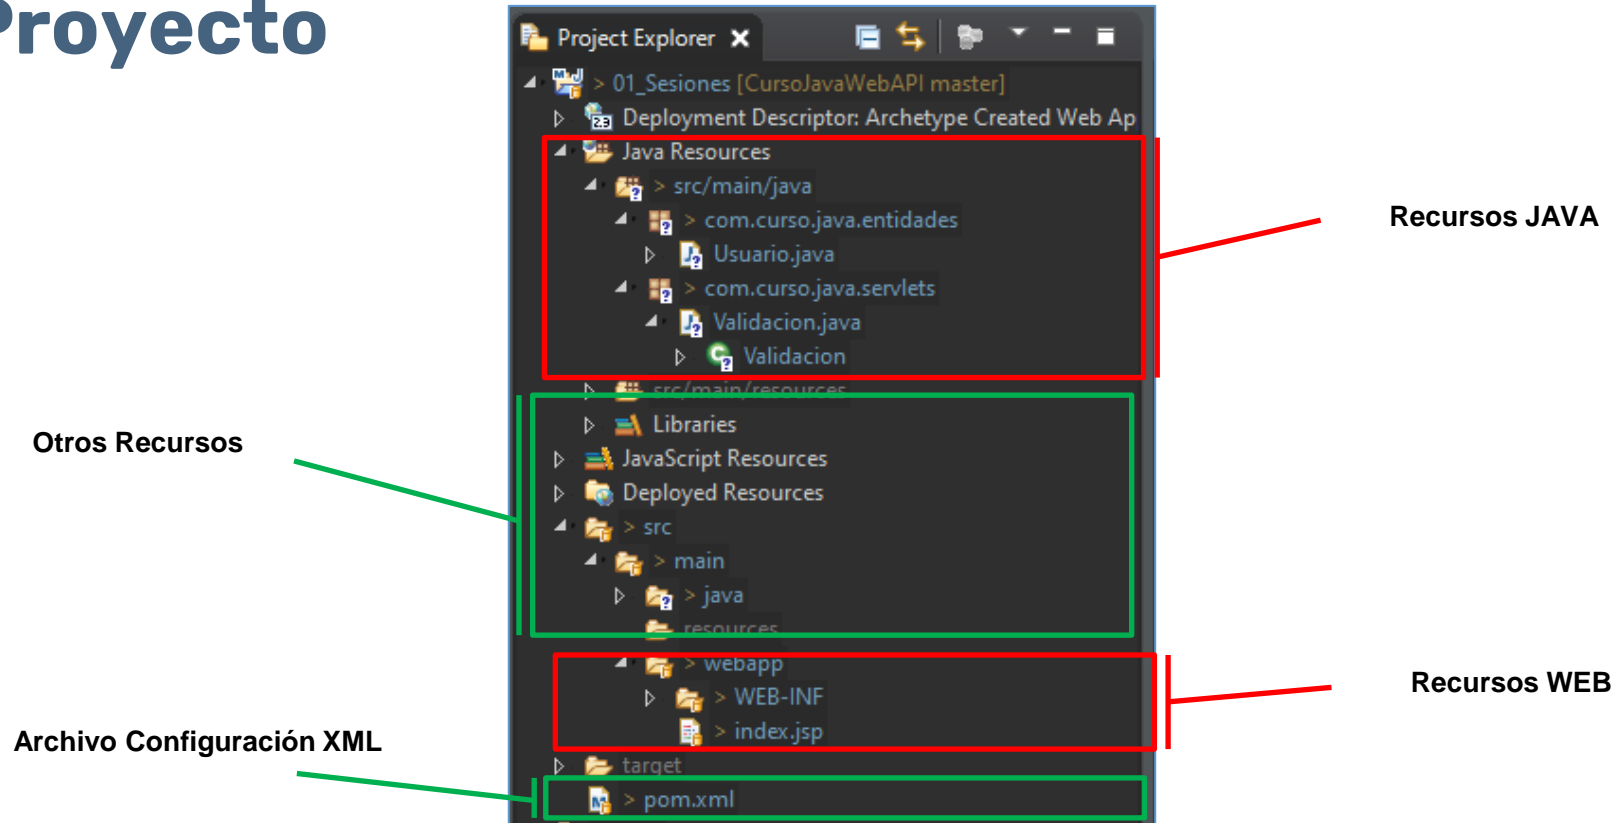 Proyecto
Project Explorer
> 01_Sesiones [CursoJavaWebAPI master]
Deployment Descriptor: Archetype Created Web Ap
Java Resources
> src/main/java
> com.curso.java.entidades
Usuario.java
> com.curso.java.servlets
Validacion.java
Validacion
src/main/resources
Libraries
JavaScript Resources
Deployed Resources
> src
> main
> java
resources
> webapp
> WEB-INF
> index.jsp
target
> pom.xml
Recursos JAVA
Otros Recursos
Recursos WEB
Archivo Configuración XML